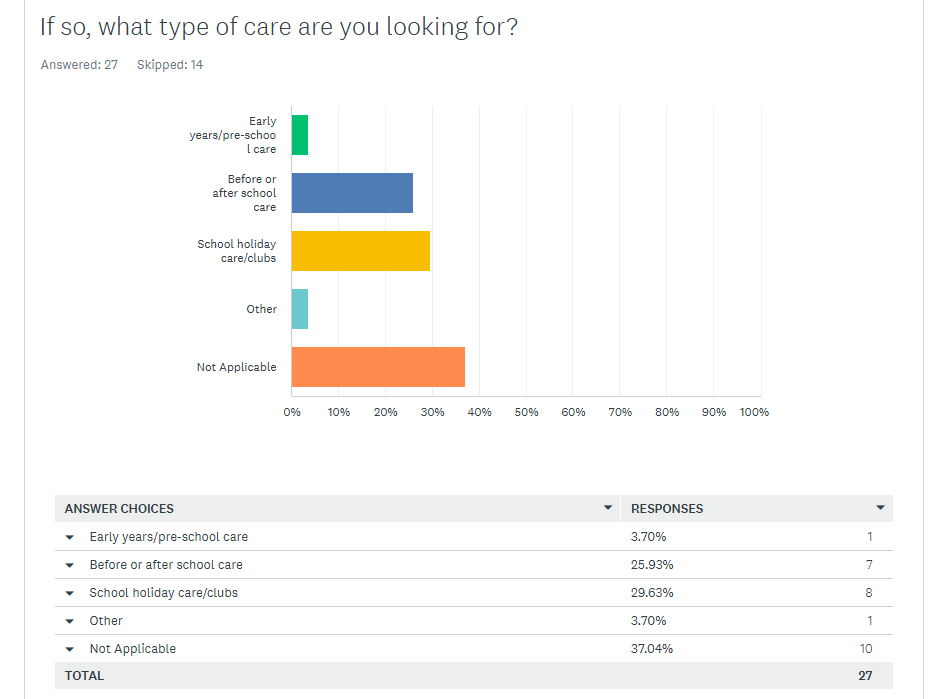 If so, what type of care are you looking for?
Answered: 27 Skipped: 14
Early
years/pre-schoo
l care
Before or
after school
care
School holiday
care/clubs
Other
Not Applicable
0% 10% 20% 30% 40% 50% 60% 70% 80% 90% 100%
ANSWER CHOICES RESPONSES
Early years/pre-school care 3.70% 1
Before or after school care 25.93% 7
School holiday care/clubs 29.63% 8
Other 3.70% 1
Not Applicable 37.04% 10
TOTAL 27